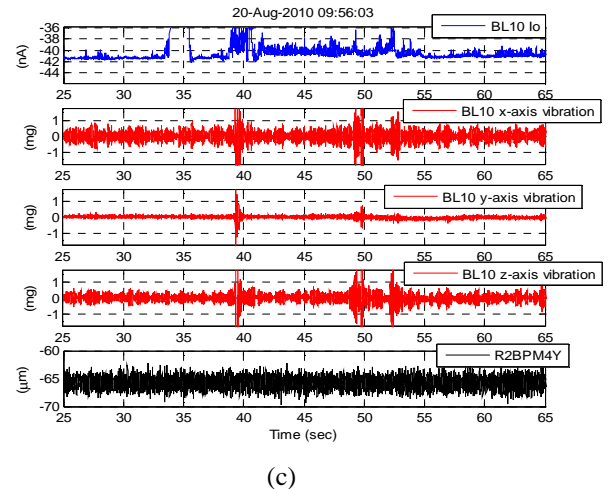 20-Aug-2010 09:56:03
BL10 Io
(nA)
-36
-38
-40
-42
-44
25 30 35 40 45 50 55 60 65
BL10 x-axis vibration
(mg)
1
0
-1
25 30 35 40 45 50 55 60 65
BL10 y-axis vibration
(mg)
1
0
-1
25 30 35 40 45 50 55 60 65
BL10 z-axis vibration
(mg)
1
0
-1
25 30 35 40 45 50 55 60 65
R2BPM4Y
(μm)
-60
-65
-70
25 30 35 40 45 50 55 60 65
Time (sec)
(c)